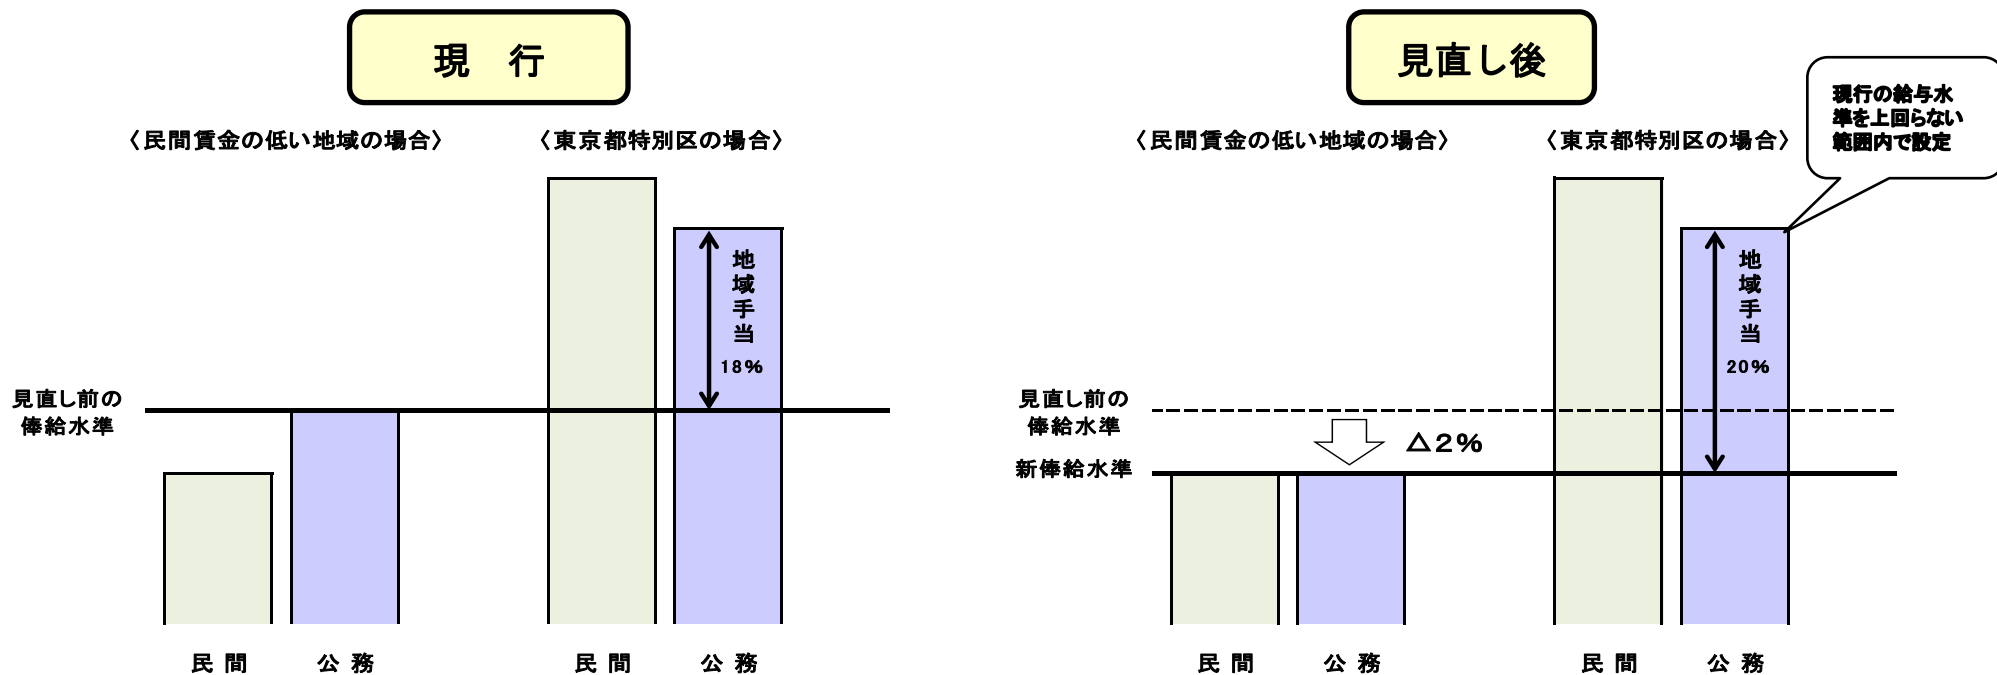 現　行
〈民間賃金の低い地域の場合〉
〈東京都特別区の場合〉
地域手当
18%
見直し前の
俸給水準
民 間
公 務
民 間
公 務
見直し後
現行の給与水
準を上回らない
範囲内で設定
〈民間賃金の低い地域の場合〉
〈東京都特別区の場合〉
地域手当
20%
見直し前の
俸給水準
△2%
新俸給水準
民 間
公 務
民 間
公 務